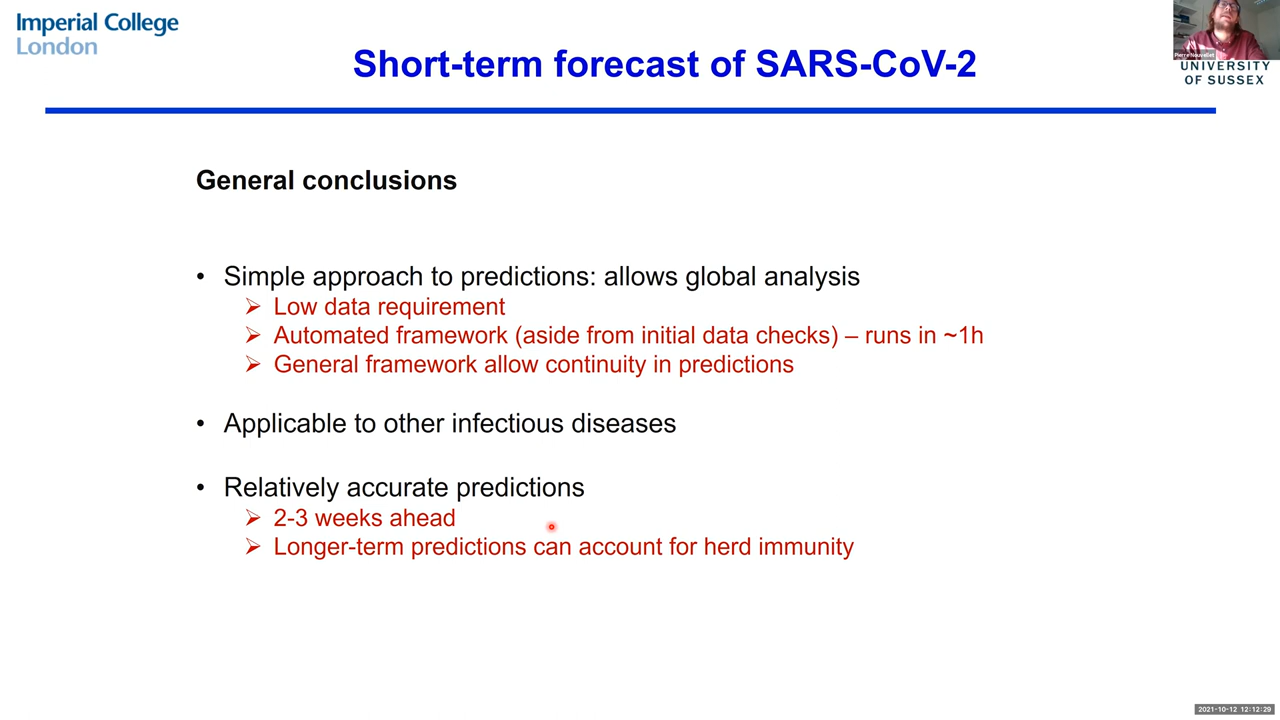 Imperial College
London
Short-term forecast of SARS-CoV-2
Pierre Nouvellet
UNIVERSITY
OF SUSSEX
General conclusions
• Simple approach to predictions: allows global analysis
➢ Low data requirement
➢ Automated framework (aside from initial data checks) – runs in ~1h
➢ General framework allow continuity in predictions
• Applicable to other infectious diseases
• Relatively accurate predictions
➢ 2-3 weeks ahead
➢ Longer-term predictions can account for herd immunity
2021-10-12 12:12:29